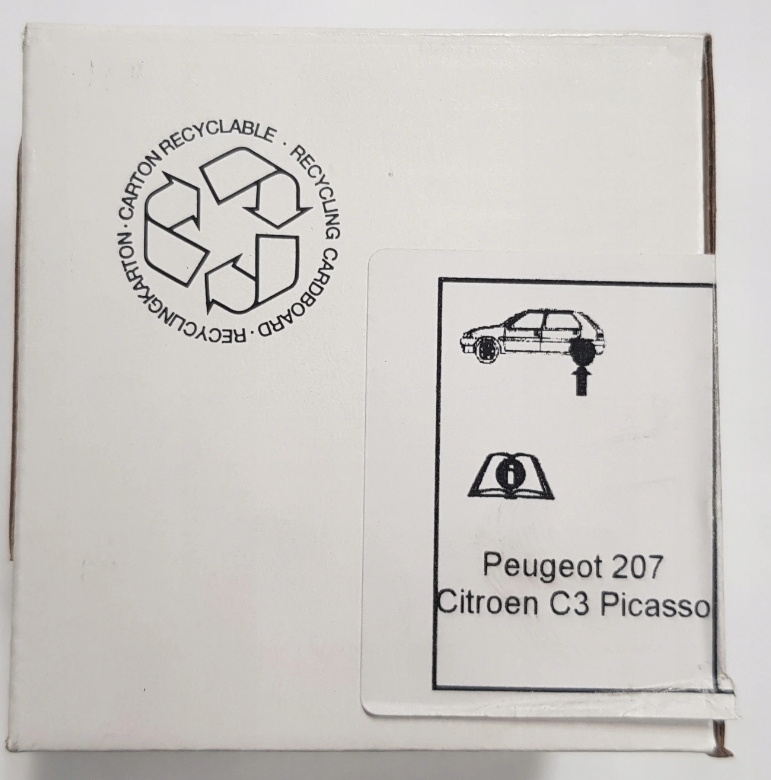 CARTON RECYCLABLE · RECYCLING CARDBOARD · RECYCLINGKARTON ·
i
Peugeot 207
Citroen C3 Picasso